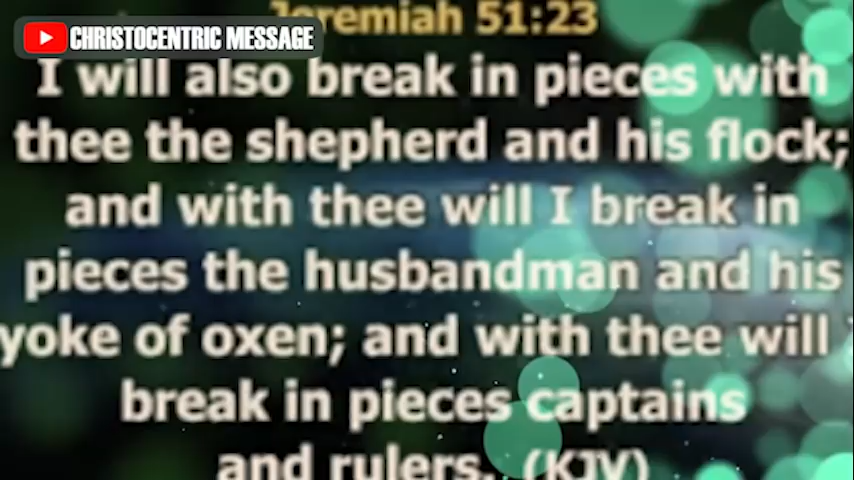 Jeremiah 51:23
CHRISTOCENTRIC MESSAGE
I will also break in pieces with
thee the shepherd and his flock;
and with thee will I break in
pieces the husbandman and his
yoke of oxen; and with thee will
break in pieces captains
and rulers. (KJV)